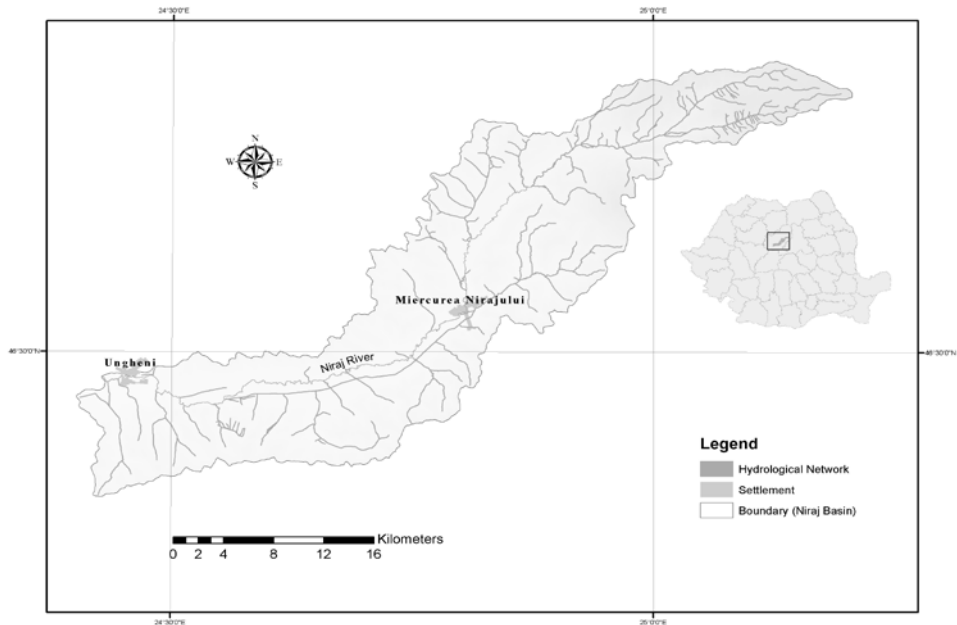 24°30'0"E
25°0'0"E
N
W
E
S
Miercurea Nirajului
46°30'0"N
46°30'0"N
Ungheni
Niraj River
Legend
Hydrological Network
Settlement
Boundary (Niraj Basin)
Kilometers
0 2 4 8 12 16
24°30'0"E
25°0'0"E